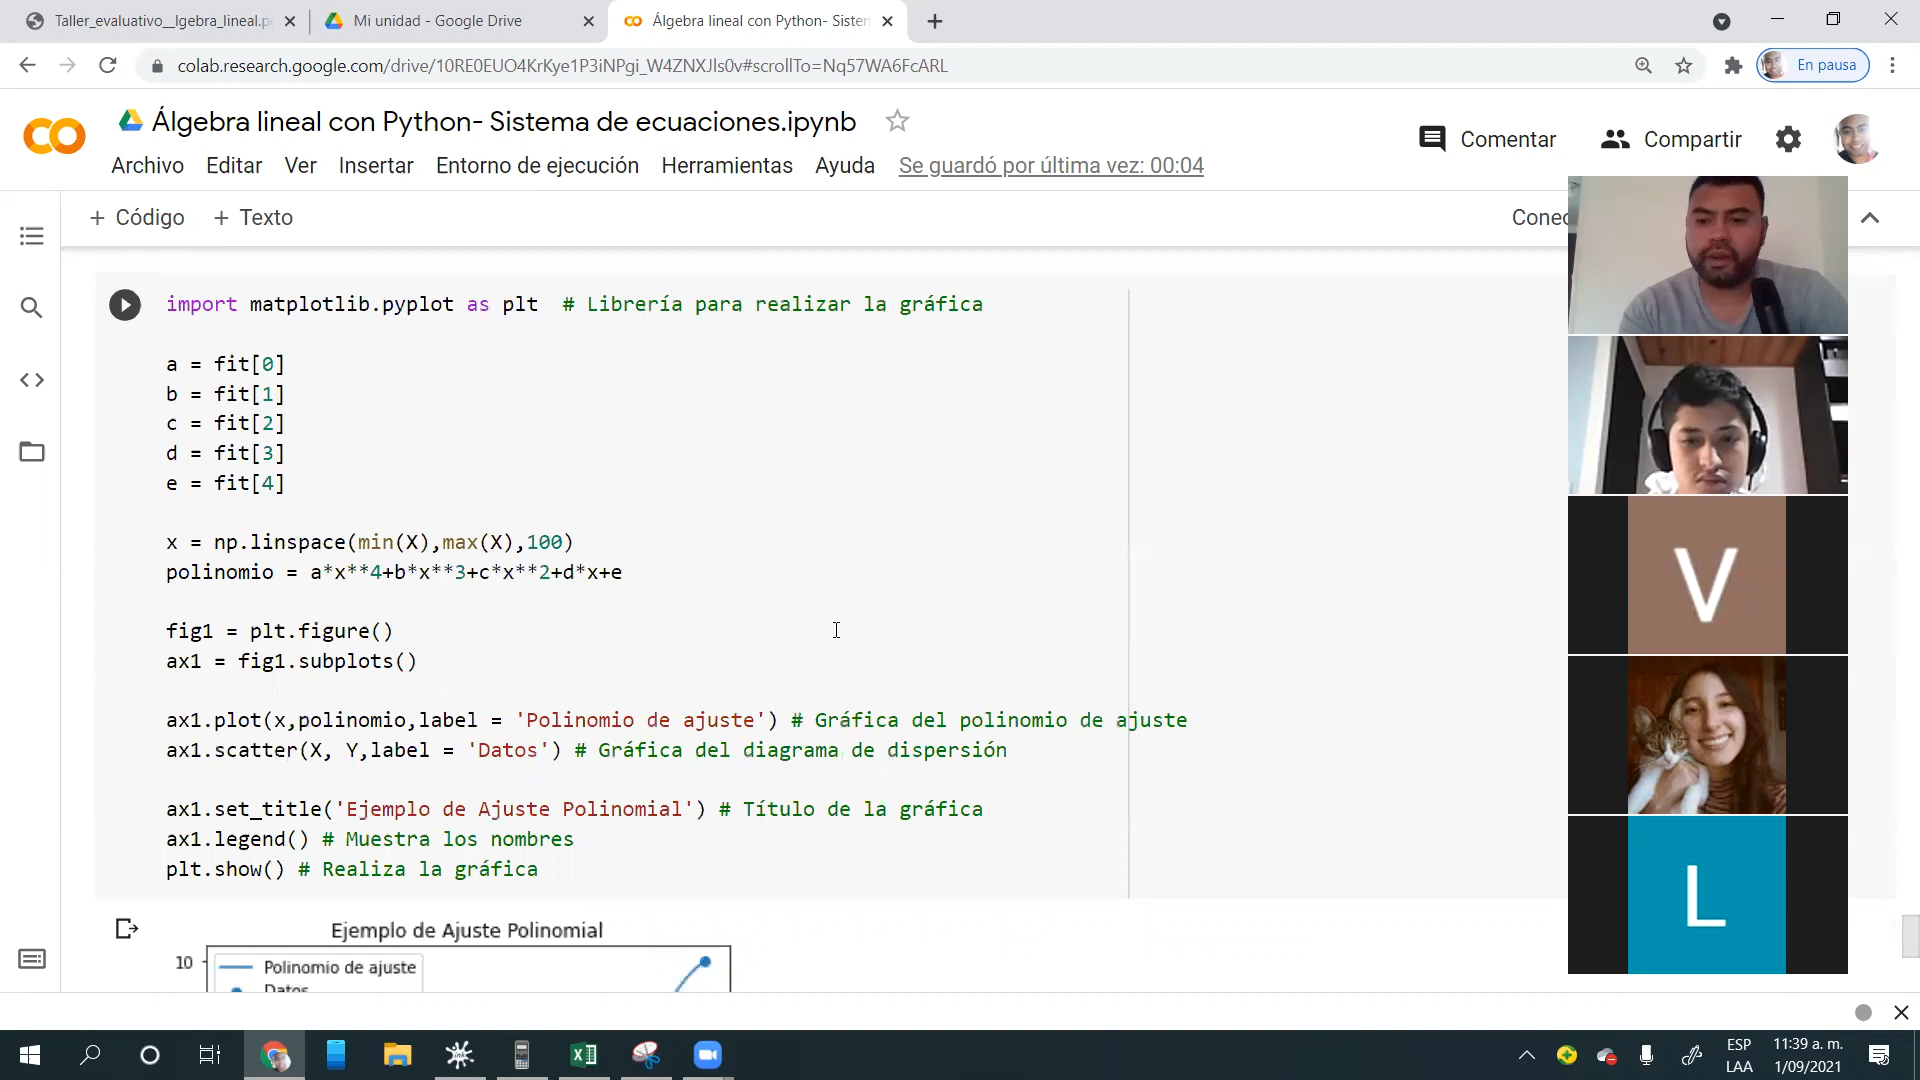 Taller_evaluativo__lgebra_lineal.p
Mi unidad - Google Drive
Álgebra lineal con Python- Sister
colab.research.google.com/drive/10RE0EUO4KrKye1P3iNPgi_W4ZNXJls0v#scrollTo=Nq57WA6FcARL
En pausa
Álgebra lineal con Python- Sistema de ecuaciones.ipynb
Comentar
Compartir
Archivo Editar Ver Insertar Entorno de ejecución Herramientas Ayuda Se guardó por última vez: 00:04
+ Código + Texto
Conec
import matplotlib.pyplot as plt # Librería para realizar la gráfica
a = fit[0]
b = fit[1]
c = fit[2]
d = fit[3]
e = fit[4]
x = np.linspace(min(X),max(X),100)
polinomio = a*x**4+b*x**3+c*x**2+d*x+e
fig1 = plt.figure()
ax1 = fig1.subplots()
ax1.plot(x,polinomio,label = 'Polinomio de ajuste') # Gráfica del polinomio de ajuste
ax1.scatter(X, Y,label = 'Datos') # Gráfica del diagrama de dispersión
ax1.set_title('Ejemplo de Ajuste Polinomial') # Título de la gráfica
ax1.legend() # Muestra los nombres
plt.show() # Realiza la gráfica
Ejemplo de Ajuste Polinomial
10
Polinomio de ajuste
Datos
V
L
ESP
LAA
11:39 a. m.
1/09/2021